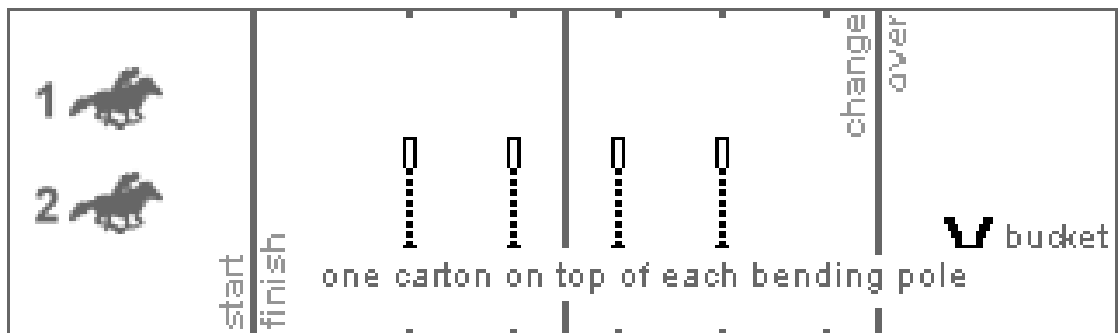 1
2
start
finish
change
over
bucket
one carton on top of each bending pole